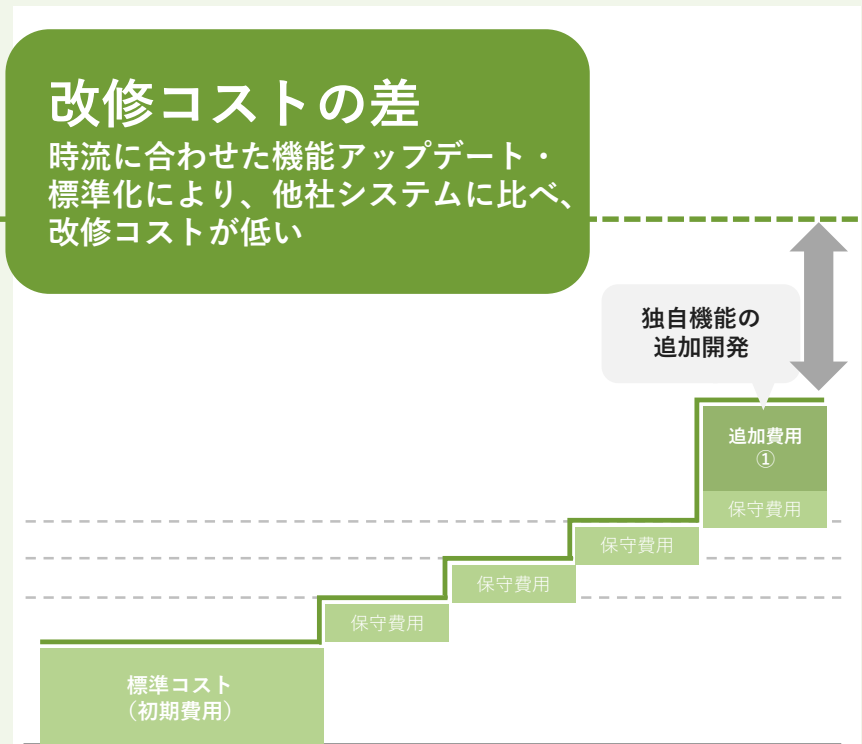 改修コストの差
時流に合わせた機能アップデート・
標準化により、他社システムに比べ、
改修コストが低い
独自機能の
追加開発
追加費用
①
保守費用
保守費用
保守費用
保守費用
標準コスト
（初期費用）